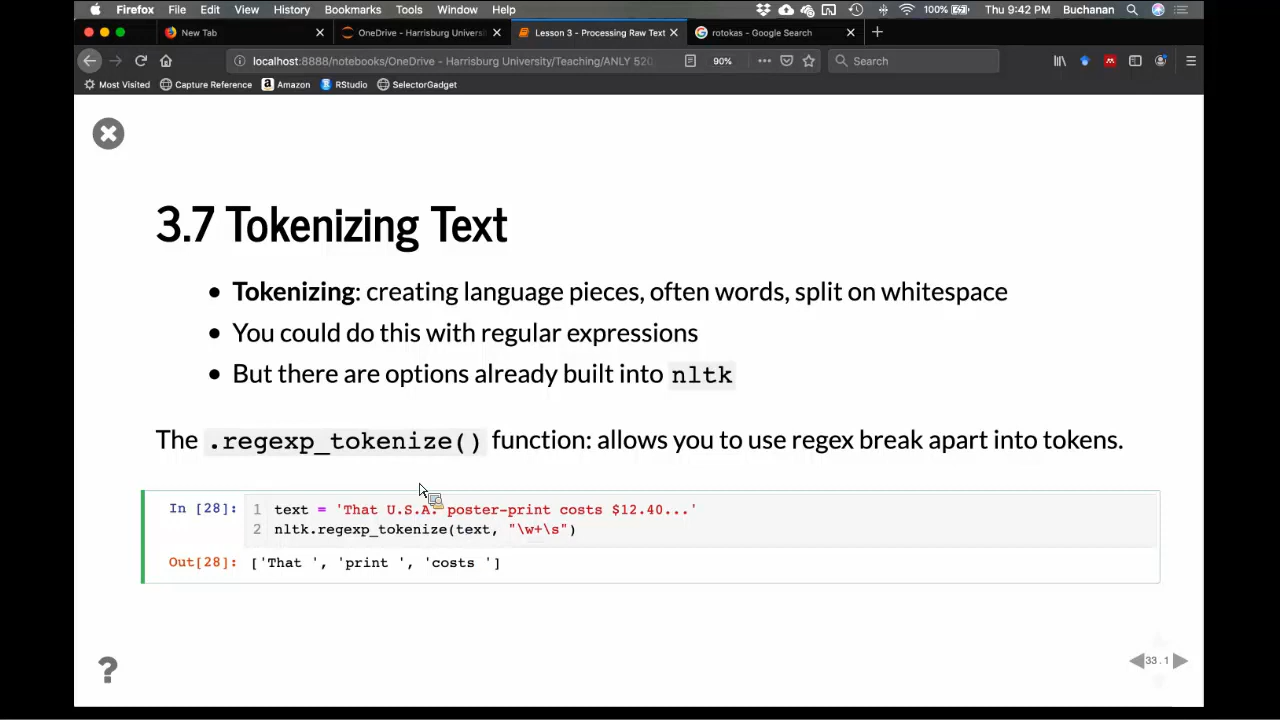 Firefox File Edit View History Bookmarks Tools Window Help 100% Thu 9:42 PM Buchanan
New Tab OneDrive - Harrisburg Universi Lesson 3 - Processing Raw Text rotokas - Google Search
localhost:8888/notebooks/OneDrive - Harrisburg University/Teaching/ANLY 520 90% Search
Most Visited Capture Reference Amazon RStudio SelectorGadget
3.7 Tokenizing Text
• Tokenizing: creating language pieces, often words, split on whitespace
• You could do this with regular expressions
• But there are options already built into nltk
The .regexp_tokenize() function: allows you to use regex break apart into tokens.
In [28]: 1 text = 'That U.S.A. poster-print costs $12.40...'
2 nltk.regexp_tokenize(text, "\w+\s")
Out[28]: ['That ', 'print ', 'costs ']
? 33.1